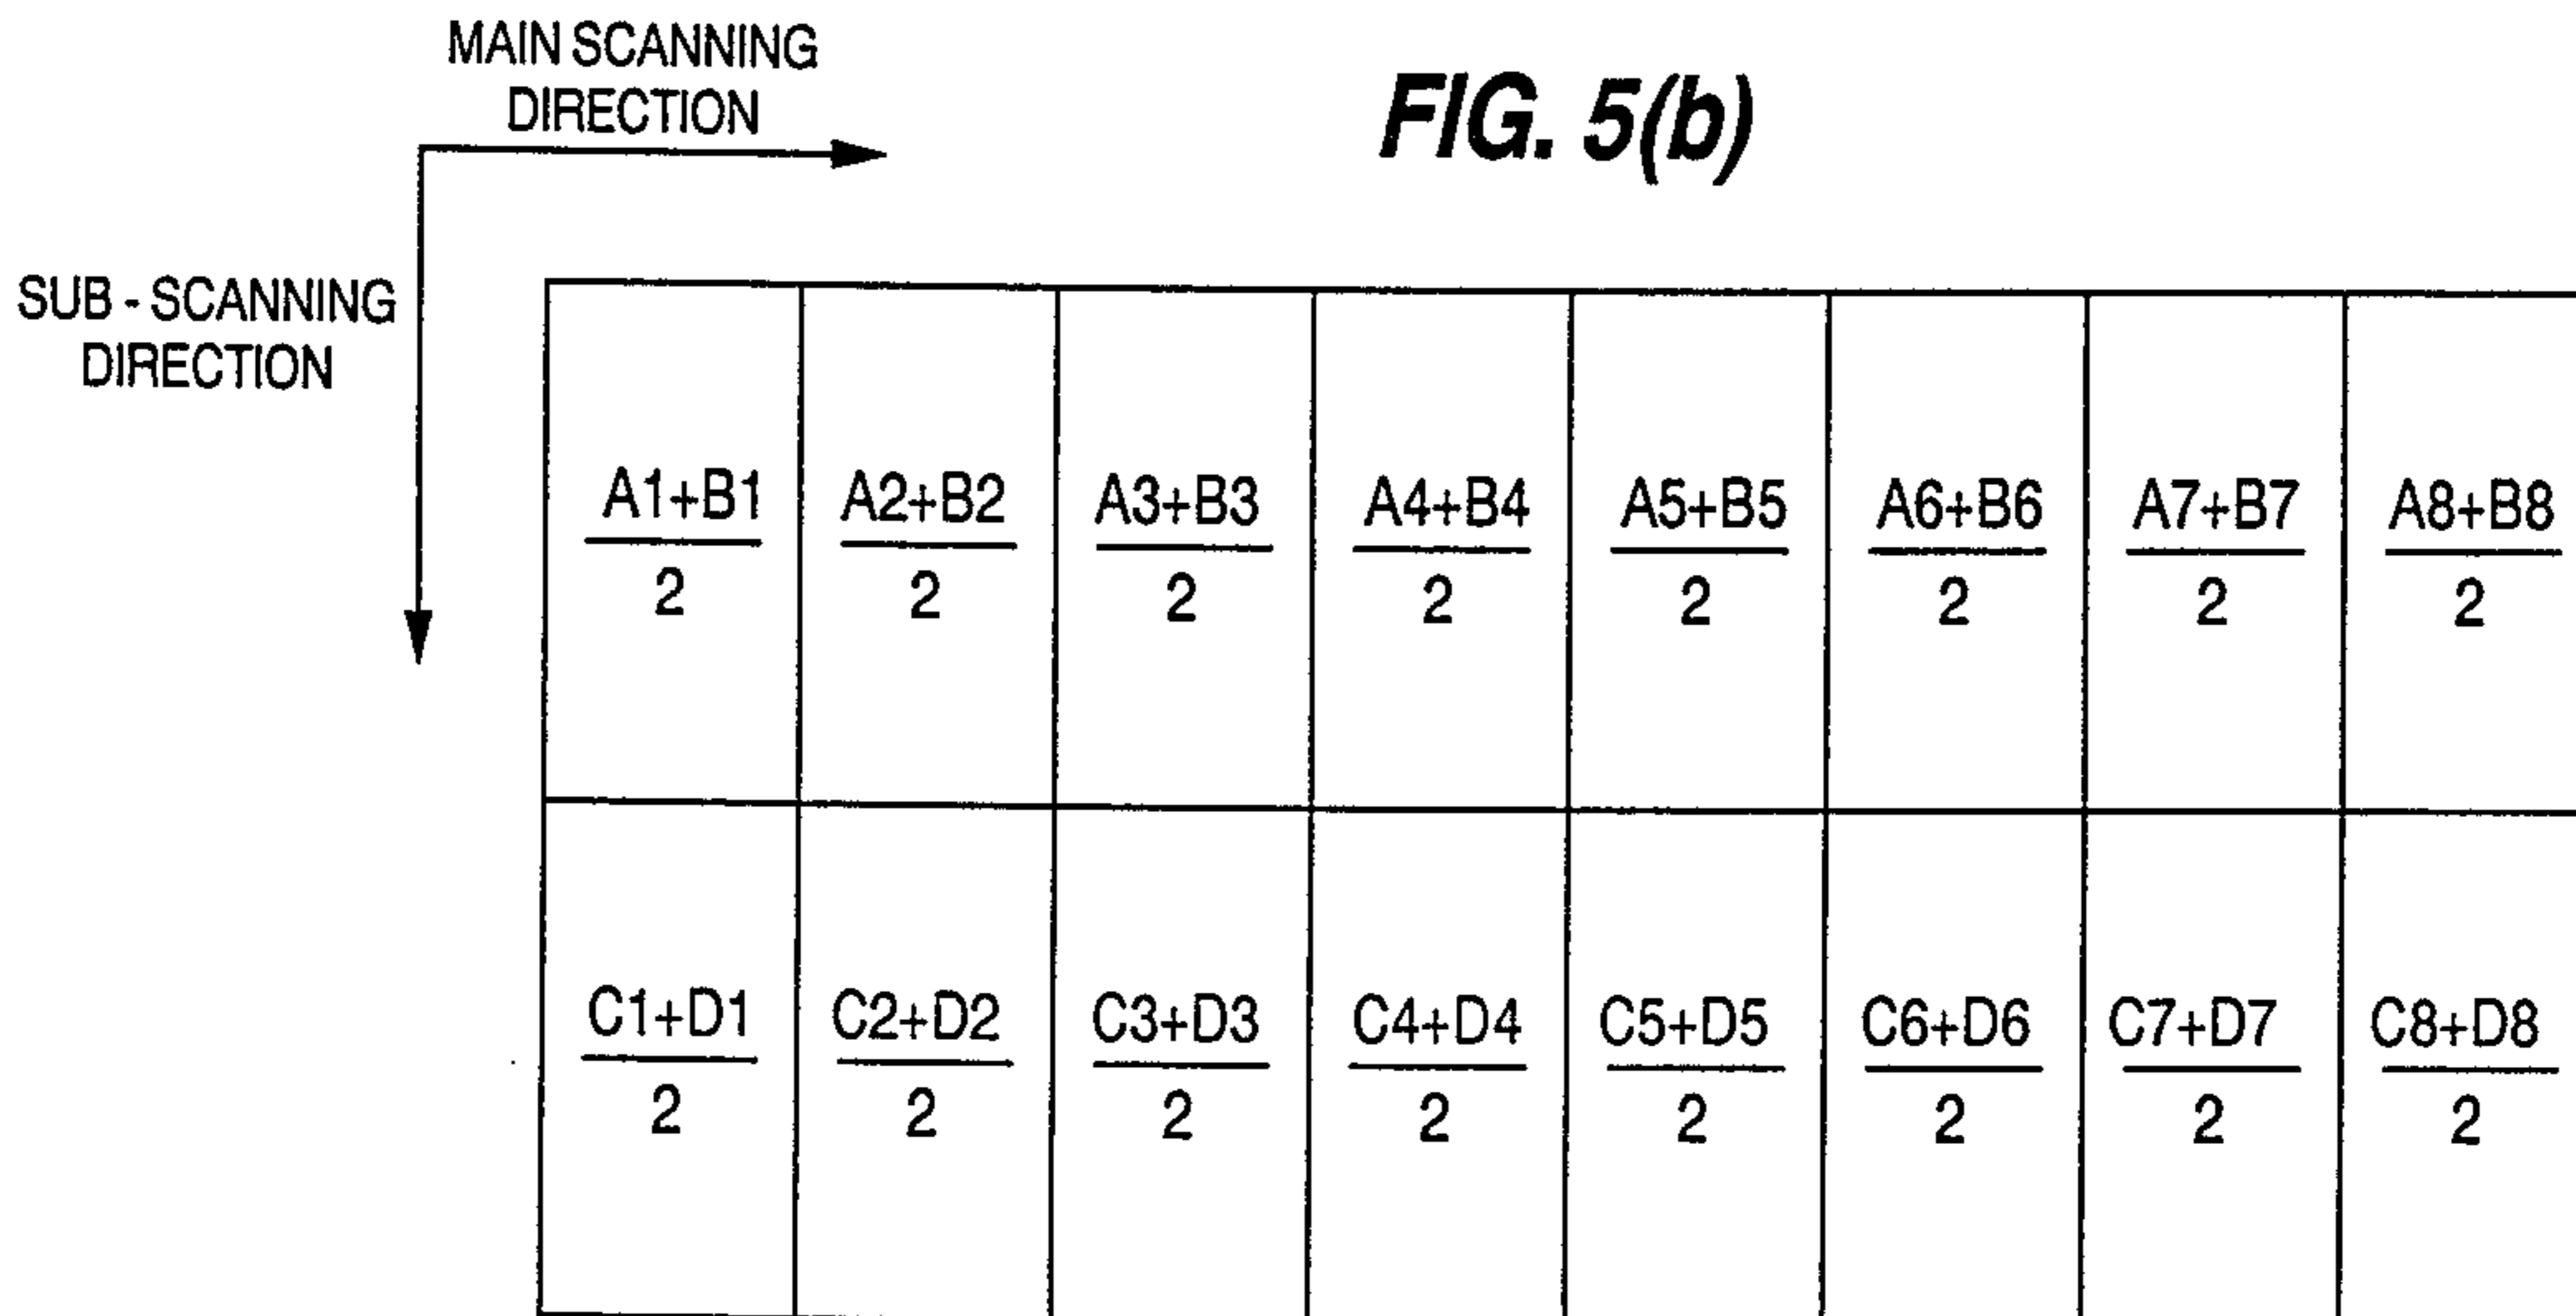 MAIN SCANNING
DIRECTION
FIG. 5(b)
SUB - SCANNING
DIRECTION
A1+B1 A2+B2 A3+B3 A4+B4 A5+B5 A6+B6 A7+B7 A8+B8
2 2 2 2 2 2 2 2
C1+D1 C2+D2 C3+D3 C4+D4 C5+D5 C6+D6 C7+D7 C8+D8
2 2 2 2 2 2 2 2